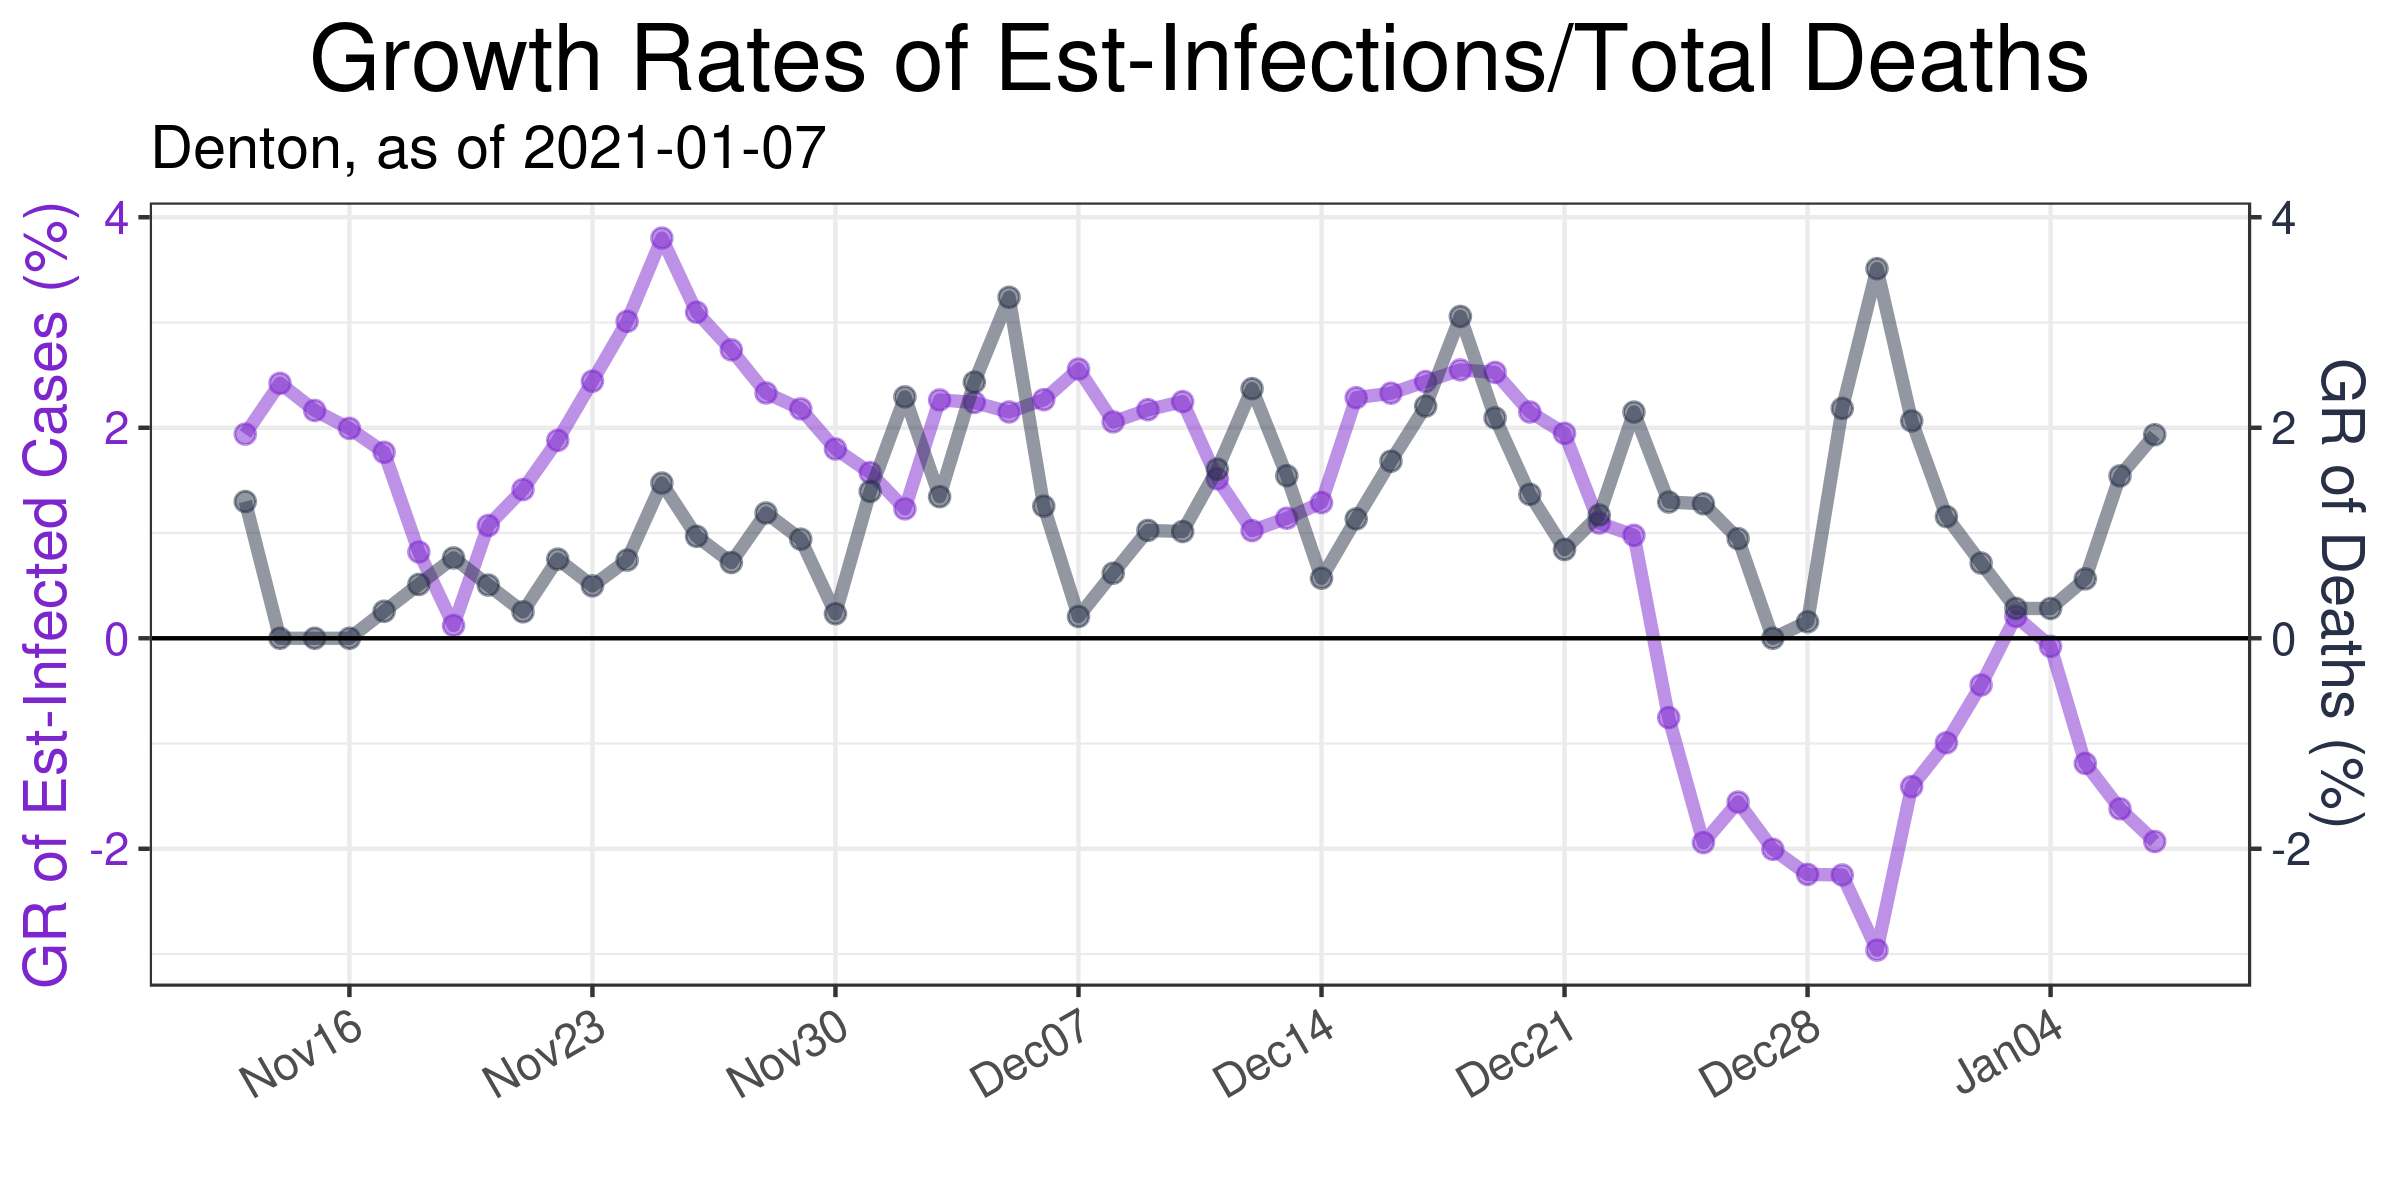 Growth Rates of Est-Infections/Total Deaths
Denton, as of 2021-01-07
GR of Est-Infected Cases (%)
4
2
0
-2
4
2
0
-2
GR of Deaths (%)
Nov16
Nov23
Nov30
Dec07
Dec14
Dec21
Dec28
Jan04